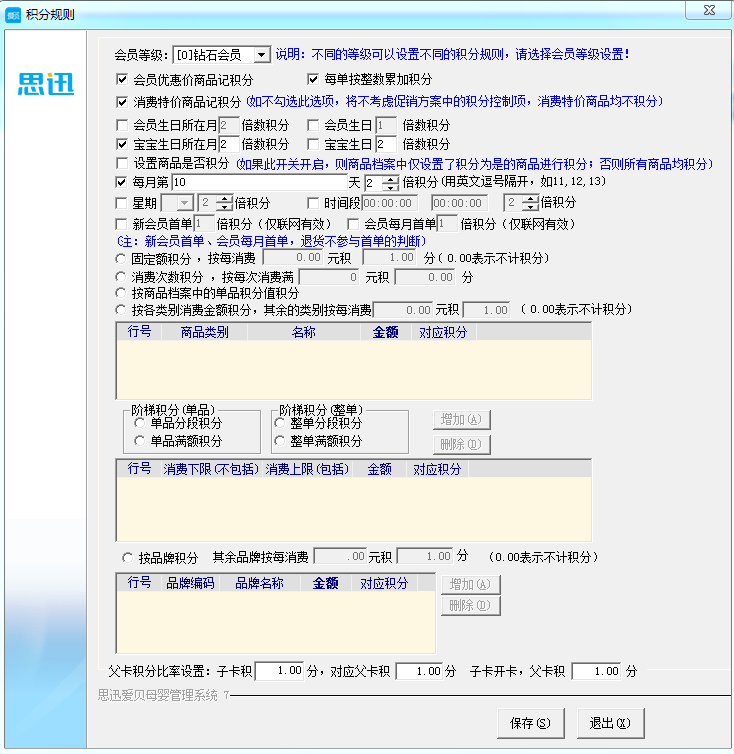 爱贝 积分规则
思迅
会员等级: [0]钻石会员 说明: 不同的等级可以设置不同的积分规则, 请选择会员等级设置!
会员优惠价商品记积分 每单按整数累加积分
消费特价商品记积分 (如不勾选此选项, 将不考虑促销方案中的积分控制项, 消费特价商品均不积分)
会员生日所在月 2 倍数积分 会员生日 1 倍数积分
宝宝生日所在月 2 倍数积分 宝宝生日 2 倍数积分
设置商品是否积分 (如果此开关开启, 则商品档案中仅设置了积分为是的商品进行积分; 否则所有商品均积分)
每月第 10 天 2 倍积分(用英文逗号隔开, 如11,12,13)
星期 2 倍积分 时间段 00:00:00 00:00:00 2 倍积分
新会员首单 1 倍积分 (仅联网有效) 会员每月首单 1 倍积分 (仅联网有效)
(注: 新会员首单、会员每月首单, 退货不参与首单的判断)
固定额积分 , 按每消费 0.00 元积 1.00 分( 0.00表示不计积分)
消费次数积分 , 按每次消费满 0 元积 0.00 分
按商品档案中的单品积分值积分
按各类别消费金额积分, 其余的类别按每消费 0.00 元积 1.00 ( 0.00表示不计积分)
行号 商品类别 名称 金额 对应积分
阶梯积分(单品) 阶梯积分(整单)
单品分段积分 整单分段积分 增加(A)
单品满额积分 整单满额积分 删除(D)
行号 消费下限(不包括) 消费上限(包括) 金额 对应积分
按品牌积分 其余品牌按每消费 .00 元积 1.00 分 (0.00表示不计积分)
行号 品牌编码 品牌名称 金额 对应积分
增加(A)
删除(D)
父卡积分比率设置: 子卡积 1.00 分, 对应父卡积 1.00 分 子卡开卡, 父卡积 1.00 分
思迅爱贝母婴管理系统 7
保存(S) 退出(X)